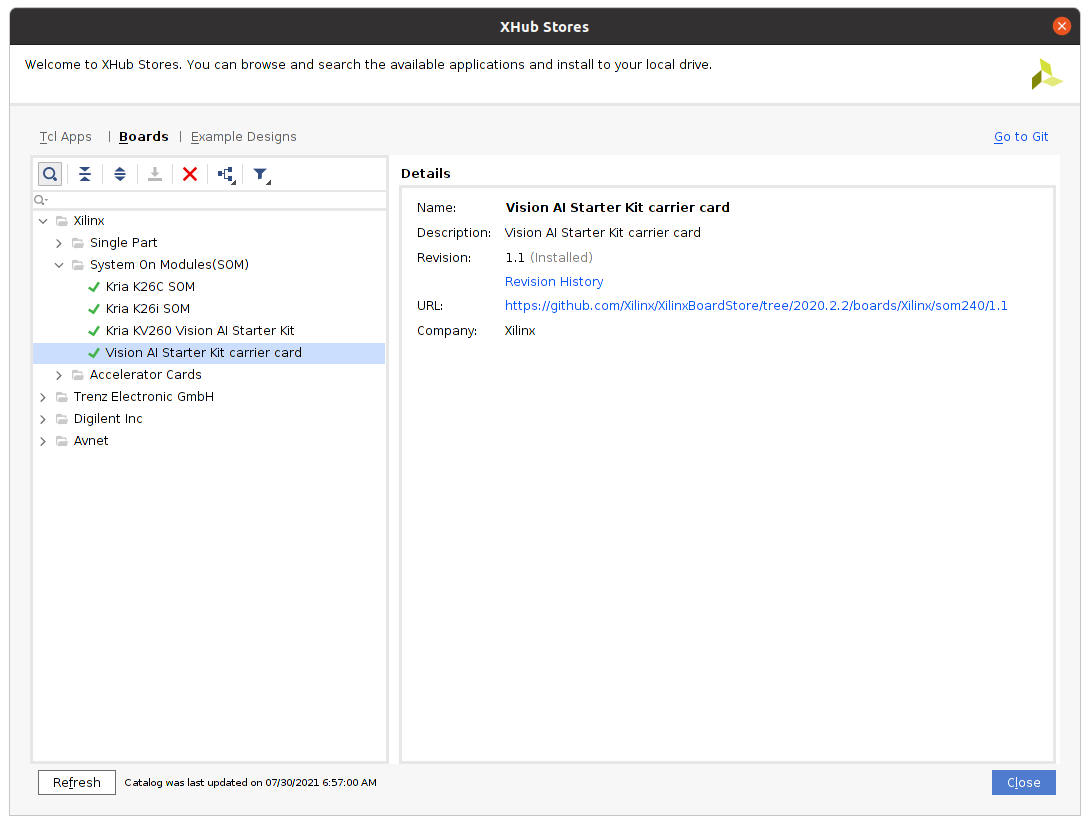 XHub Stores
Welcome to XHub Stores. You can browse and search the available applications and install to your local drive.
Tcl Apps | Boards | Example Designs
Go to Git
Xilinx
Single Part
System On Modules(SOM)
Kria K26C SOM
Kria K26i SOM
Kria KV260 Vision AI Starter Kit
Vision AI Starter Kit carrier card
Accelerator Cards
Trenz Electronic GmbH
Digilent Inc
Avnet
Details
Name: Vision AI Starter Kit carrier card
Description: Vision AI Starter Kit carrier card
Revision: 1.1 (Installed)
Revision History
URL: https://github.com/Xilinx/XilinxBoardStore/tree/2020.2.2/boards/Xilinx/som240/1.1
Company: Xilinx
Refresh
Catalog was last updated on 07/30/2021 6:57:00 AM
Close